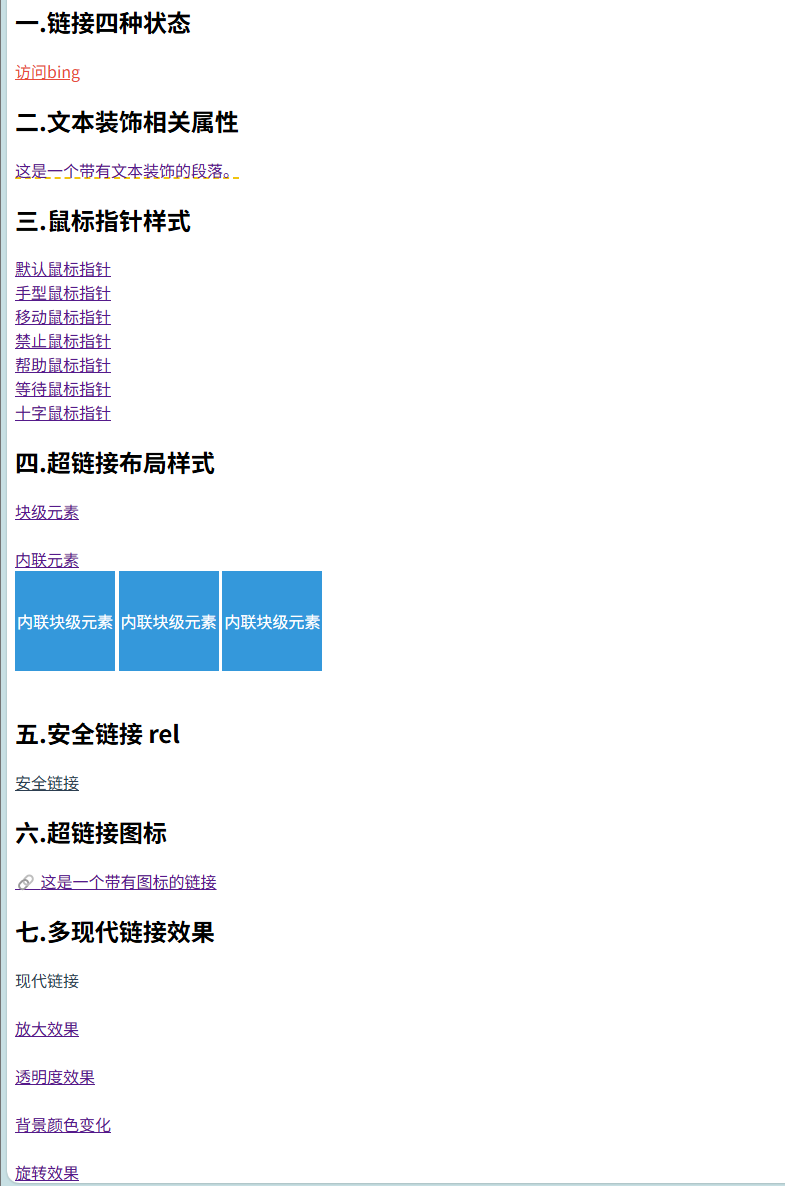 一.链接四种状态
访问bing
二.文本装饰相关属性
这是一个带有文本装饰的段落。
三.鼠标指针样式
默认鼠标指针
手型鼠标指针
移动鼠标指针
禁止鼠标指针
帮助鼠标指针
等待鼠标指针
十字鼠标指针
四.超链接布局样式
块级元素
内联元素
内联块级元素 内联块级元素 内联块级元素
五.安全链接 rel
安全链接
六.超链接图标
🔗 这是一个带有图标的链接
七.多现代链接效果
现代链接
放大效果
透明度效果
背景颜色变化
旋转效果